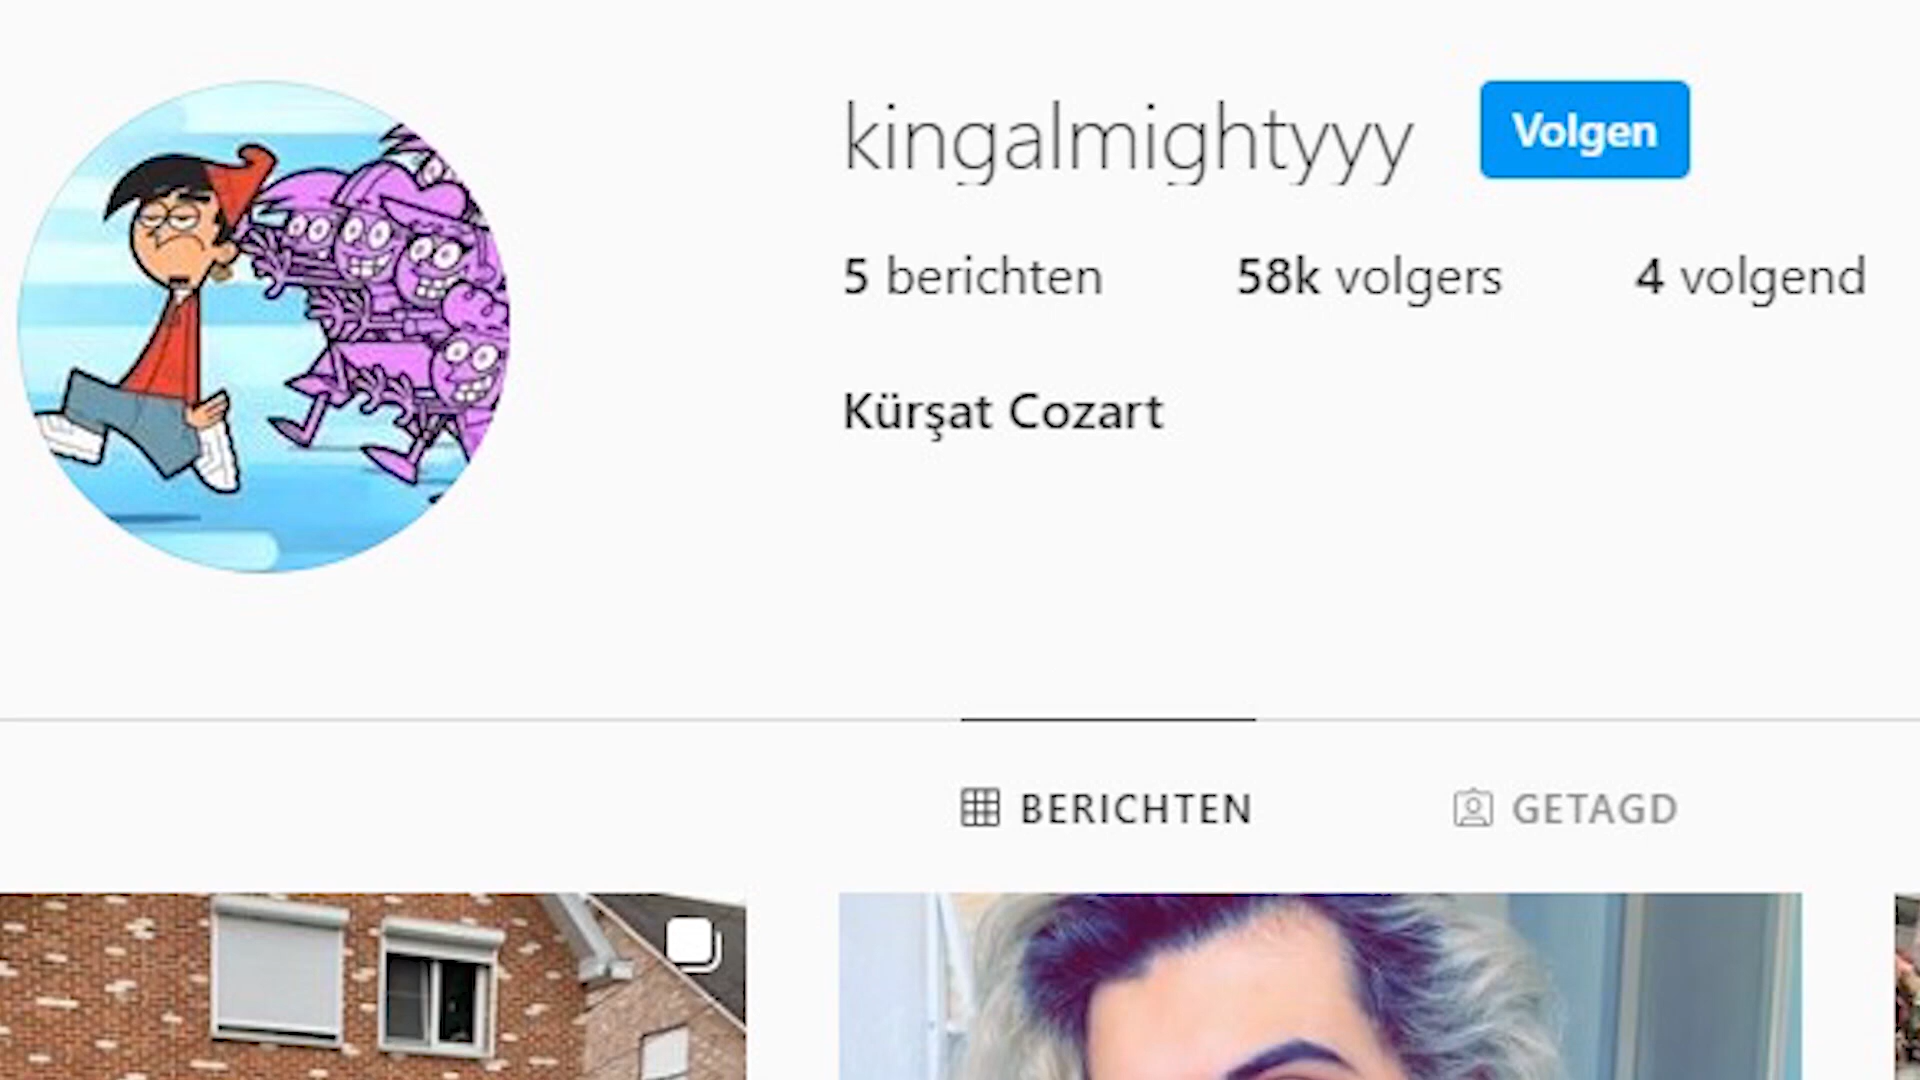 kingalmightyyy Volgen
5 berichten 58k volgers 4 volgend
Kürşat Cozart
BERICHTEN GETAGD